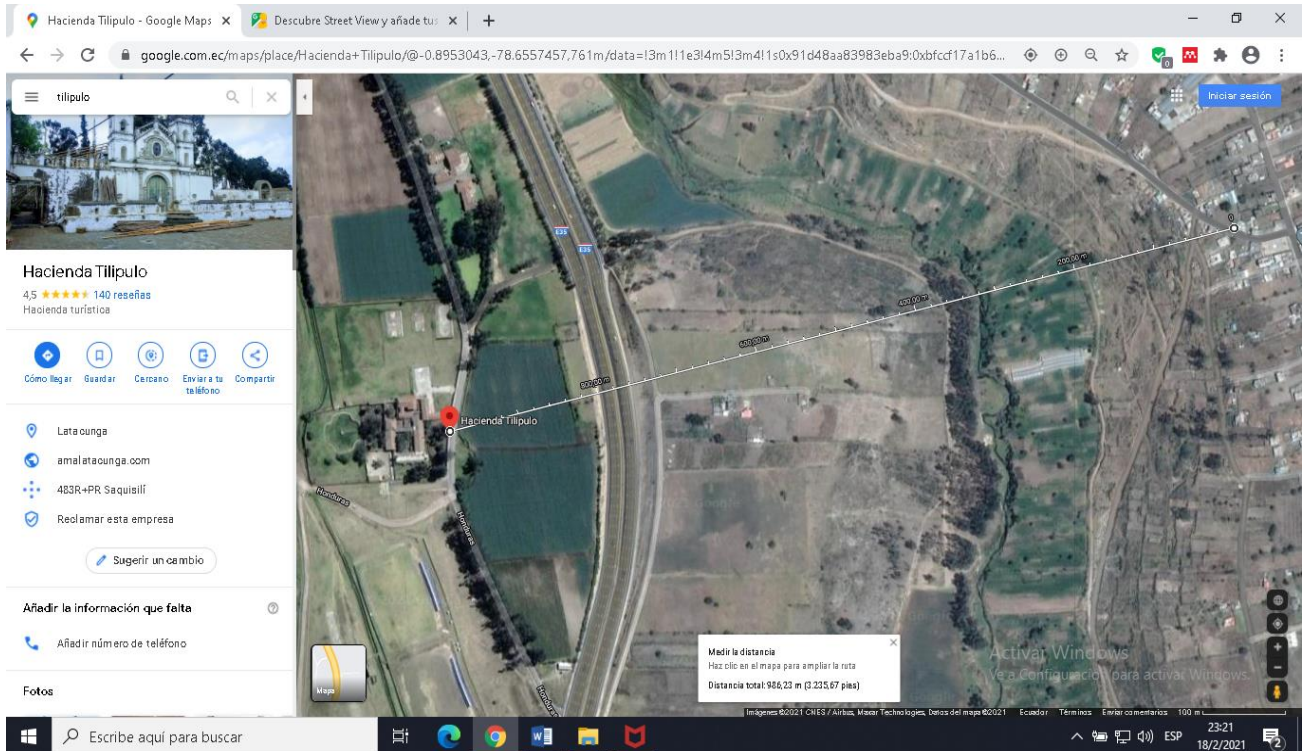 Hacienda Tilipulo - Google Maps
Descubre Street View y añade tu
google.com.ec/maps/place/Hacienda+Tilipulo/@-0.8953043,-78.6557457,761m/data=!3m1!1e3!4m5!3m4!1s0x91d48aa83983eba9:0xbfccf17a1b6...
0
tilipulo
Iniciar sesión
Hacienda Tilipulo
4,5 140 reseñas
Hacienda turística
Cómo llegar
Guardar
Cercano
Enviar a tu teléfono
Compartir
Latacunga
amalatacunga.com
483R+PR Saquisilí
Reclamar esta empresa
Sugerir un cambio
Añadir la información que falta
Añadir número de teléfono
Fotos
E35
E35
0
200,00 m
400,00 m
600,00 m
800,00 m
Hacienda Tilipulo
Honduras
Honduras
Honduras
Mapa
Medir la distancia
Haz clic en el mapa para ampliar la ruta
Distancia total: 986,23 m (3.235,67 pies)
Activar Windows
Ve a Configuración para activar Windows.
Imágenes ©2021 CNES / Airbus, Maxar Technologies, Datos del mapa ©2021 Ecuador Términos Enviar comentarios 100 m
Escribe aquí para buscar
ESP
23:21
18/2/2021
2